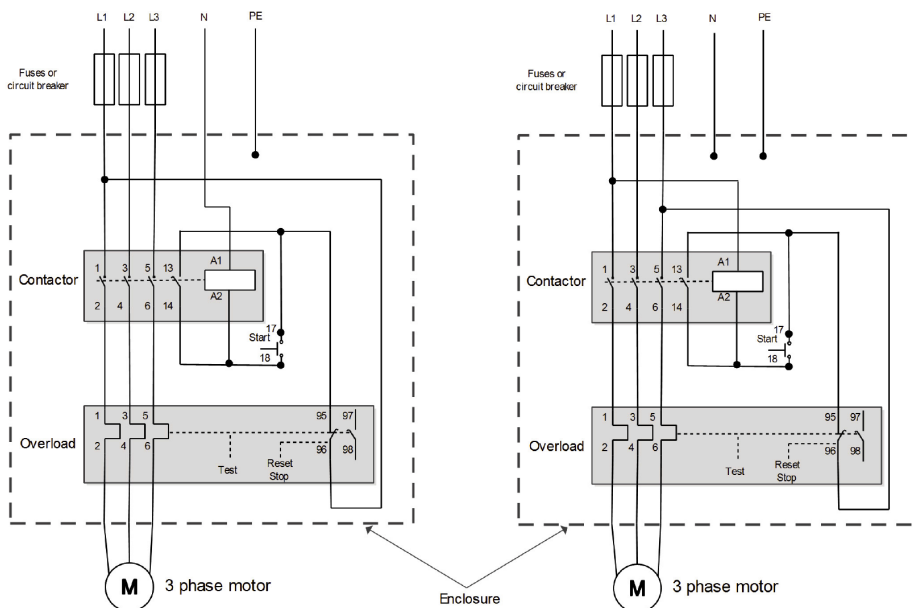 L1 L2 L3 N PE
Fuses or
circuit breaker
Contactor
1 3 5 13 A1
2 4 6 14 A2
17
Start
18
Overload
1 3 5 95 97
2 4 6 96 98
Test
Reset
Stop
M 3 phase motor
L1 L2 L3 N PE
Fuses or
circuit breaker
Contactor
1 3 5 13 A1
2 4 6 14 A2
17
Start
18
Overload
1 3 5 95 97
2 4 6 96 98
Test
Reset
Stop
M 3 phase motor
Enclosure